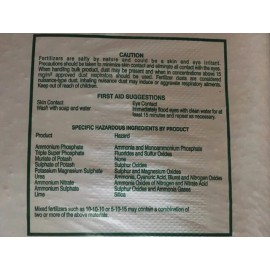 CAUTION
Fertilizers are salty by nature and could be a skin and eye irritant.
Precautions should be taken to minimize skin contact and eliminate all contact with the eyes.
When handling bulk product, dust may be present and when in concentrations above 10
mg/m³ approved dust respirators should be used. Fertilizer dusts are considered
nuisance-type dust. Inhaling nuisance dust may induce or aggravate respiratory ailments. Keep
out of reach of children.
FIRST AID SUGGESTIONS
Skin Contact Eye Contact
Wash with soap and water Immediately flood eyes with clean water for at
least 15 minutes and repeat as necessary.
SPECIFIC HAZARDOUS INGREDIENTS BY PRODUCT
Product Hazard
Ammonium Phosphate Ammonia and Monoammonium Phosphate
Triple Super Phosphate Fluorides and Sulfur Oxides
Muriate of Potash None
Sulphate of Potash Sulphur Oxides
Potassium Magnesium Sulphate Sulphur and Magnesium Oxides
Urea Ammonia, Cyanuric Acid, Biuret and Nitrogen Oxides
Ammonium Nitrate Ammonia Oxides of Nitrogen and Nitrate Acid
Ammonium Sulphate Sulphur Dioxides and Ammonia Gases
Lime Silica
Mixed fertilizers such as 10-10-10 or 5-10-15 may contain a combination
of two or more of the above materials.